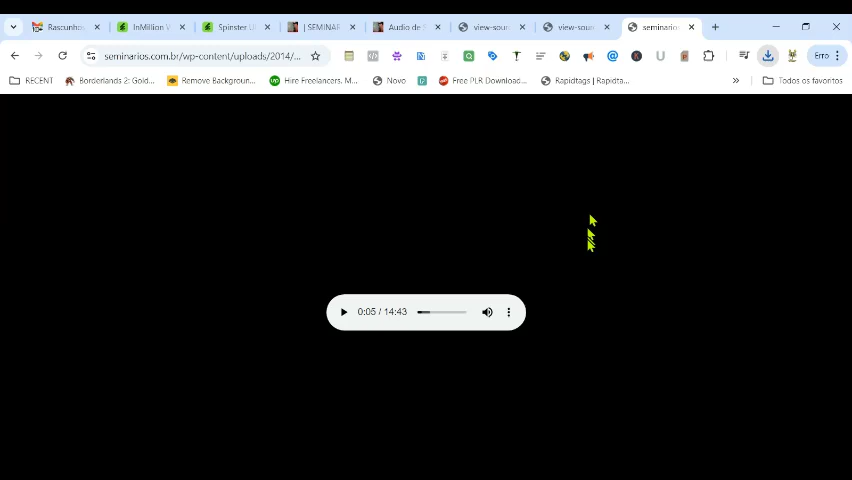 Rascunhos
InMillion V
Spinster U
| SEMINAR
Audio de S
view-sour
view-sour
seminarios
seminarios.com.br/wp-content/uploads/2014/...
Erro
RECENT
Borderlands 2: Gold...
Remove Backgroun...
Hire Freelancers. M...
Novo
Free PLR Download...
Rapidtags | Rapidta...
Todos os favoritos
0:05 / 14:43